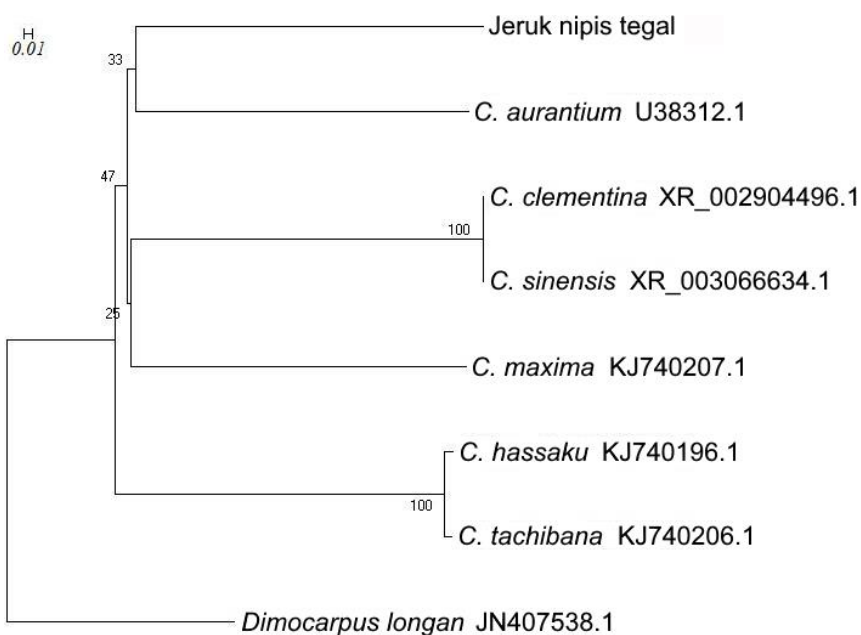 H
0.01
Jeruk nipis tegal
33
C. aurantium U38312.1
47
C. clementina XR_002904496.1
100
C. sinensis XR_003066634.1
25
C. maxima KJ740207.1
C. hassaku KJ740196.1
100
C. tachibana KJ740206.1
Dimocarpus longan JN407538.1